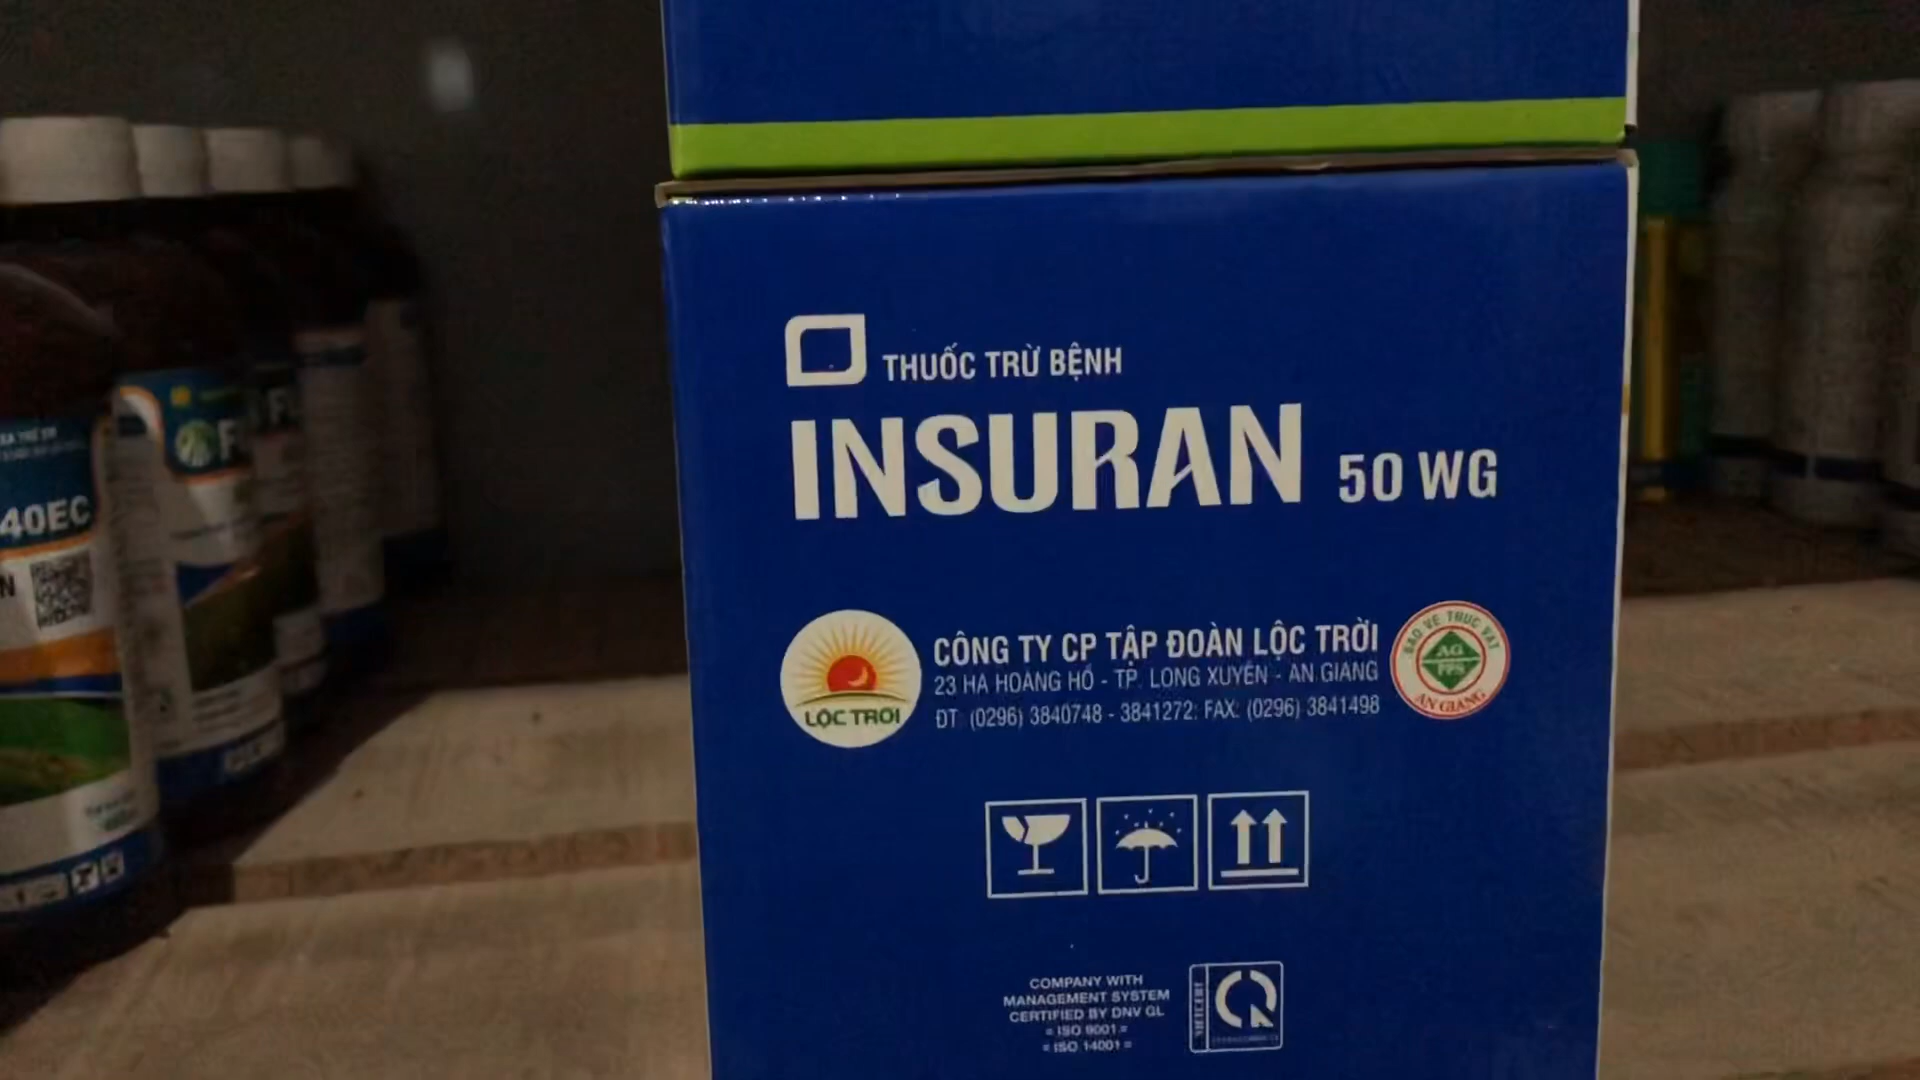 THUỐC TRỪ BỆNH
INSURAN 50 WG
CÔNG TY CP TẬP ĐOÀN LỘC TRỜI
23 HÀ HOÀNG HỔ - TP. LONG XUYÊN - AN GIANG
ĐT: (0296) 3840748 - 3841272; FAX: (0296) 3841498
LỘC TRỜI
BẢO VỆ THỰC VẬT
AG
PPS
AN GIANG
COMPANY WITH
MANAGEMENT SYSTEM
CERTIFIED BY DNV GL
= ISO 9001 =
= ISO 14001 =
VIETCERT
40EC